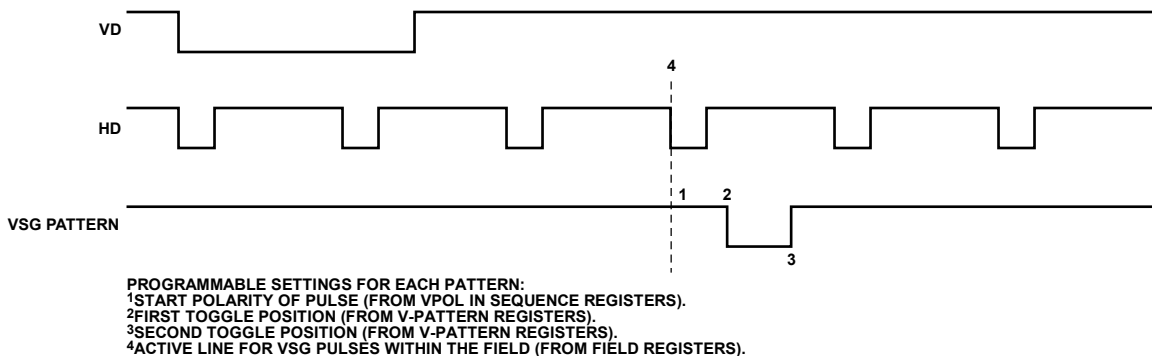 VD
4
HD
1 2
VSG PATTERN
3
PROGRAMMABLE SETTINGS FOR EACH PATTERN:
1START POLARITY OF PULSE (FROM VPOL IN SEQUENCE REGISTERS).
2FIRST TOGGLE POSITION (FROM V-PATTERN REGISTERS).
3SECOND TOGGLE POSITION (FROM V-PATTERN REGISTERS).
4ACTIVE LINE FOR VSG PULSES WITHIN THE FIELD (FROM FIELD REGISTERS).